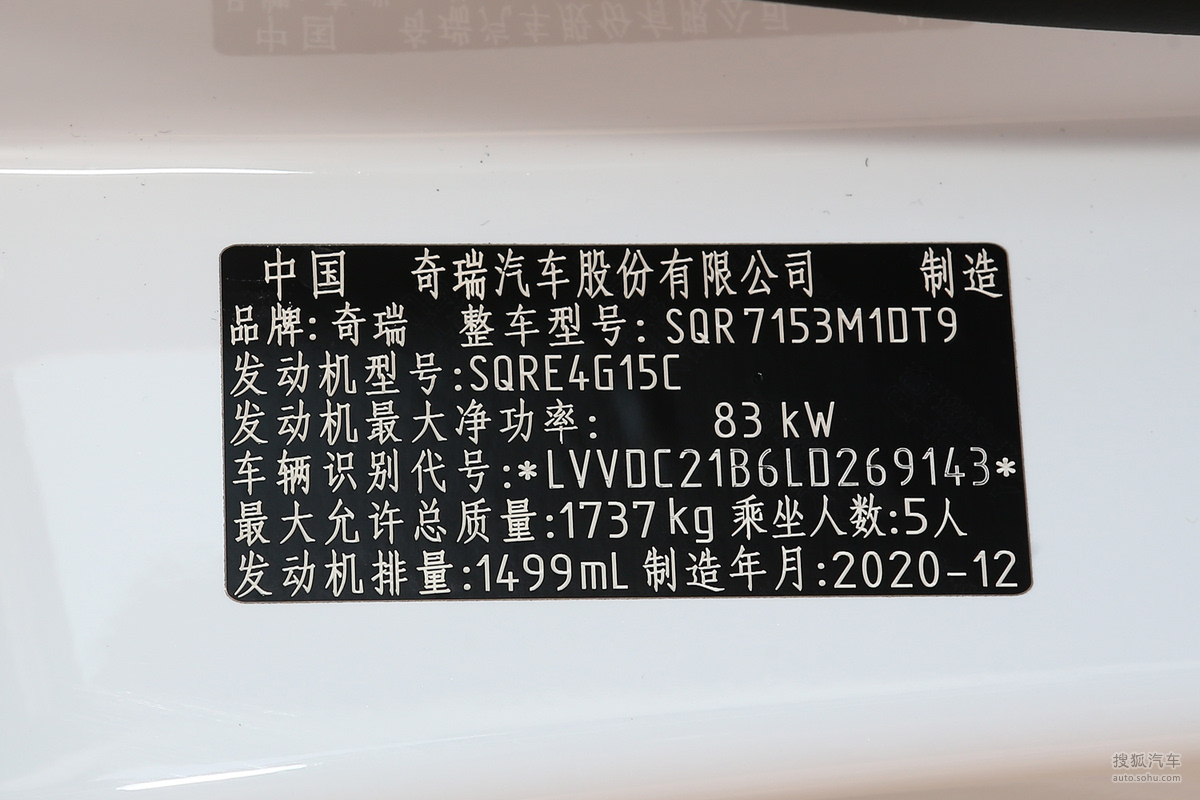 中国 奇瑞汽车股份有限公司 制造
品牌:奇瑞 整车型号:SQR7153M1DT9
发动机型号:SQRE4G15C
发动机最大净功率: 83kW
车辆识别代号:*LVVDC21B6LD269143*
最大允许总质量:1737kg 乘坐人数:5人
发动机排量:1499mL 制造年月:2020-12
搜狐汽车
auto.sohu.com